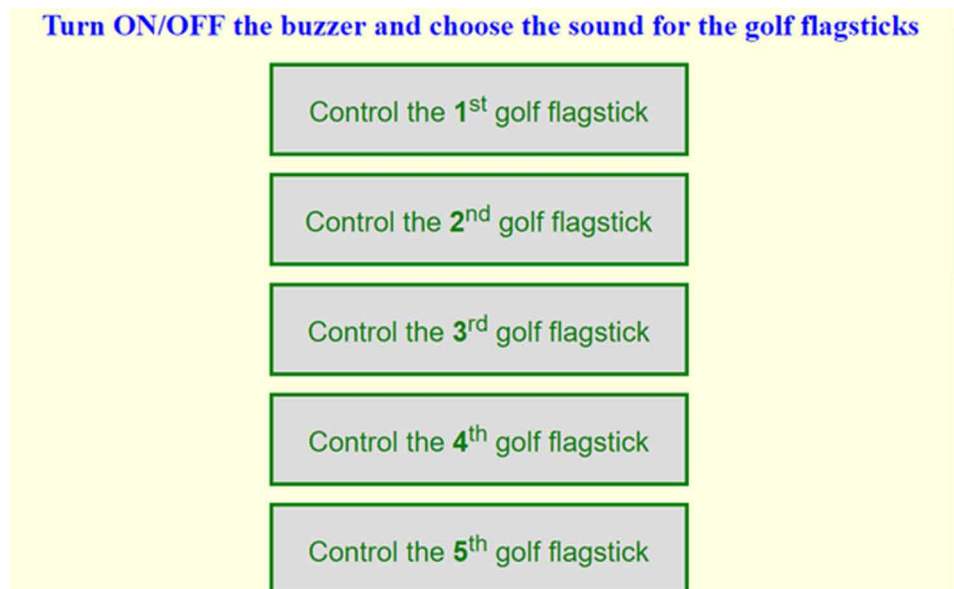 Turn ON/OFF the buzzer and choose the sound for the golf flagsticks
Control the 1st golf flagstick
Control the 2nd golf flagstick
Control the 3rd golf flagstick
Control the 4th golf flagstick
Control the 5th golf flagstick